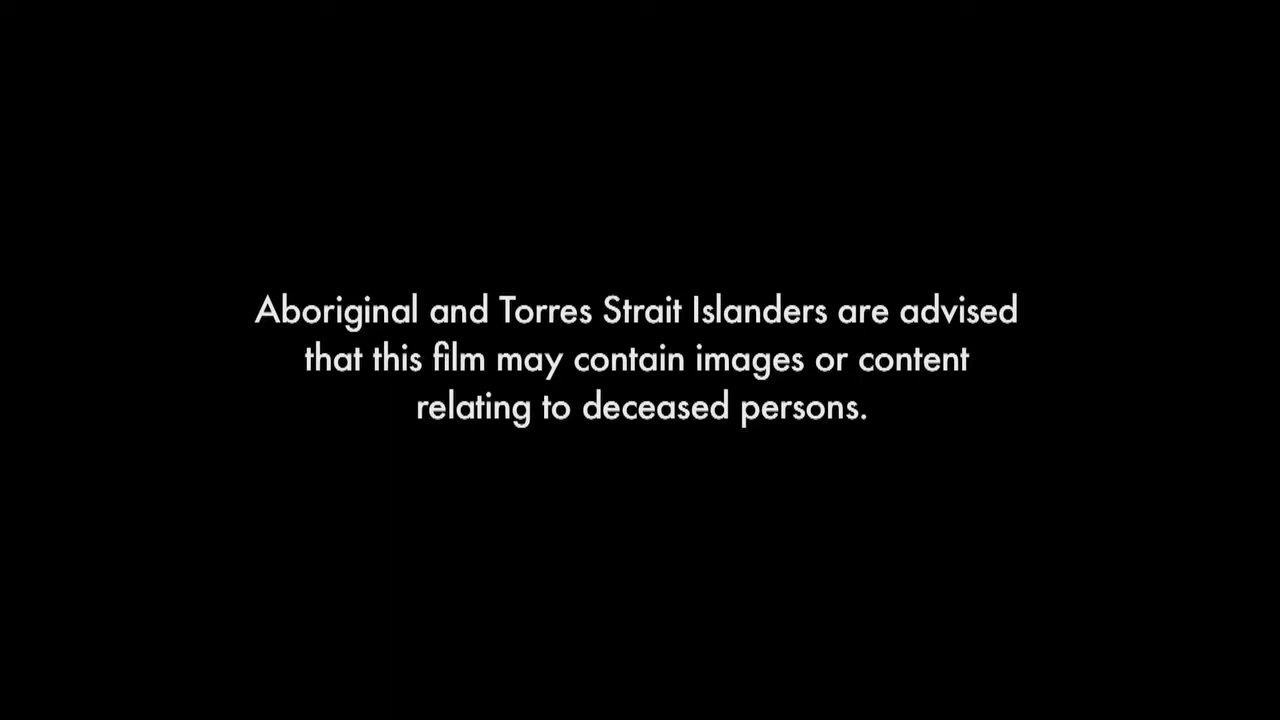 Aboriginal and Torres Strait Islanders are advised
that this film may contain images or content
relating to deceased persons.